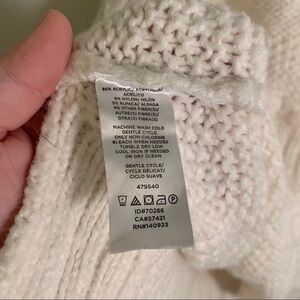 85% ACRYLIC/ ACRYLIQUE/
ACRILICO
6% NYLON/ NILON
5% ALPACA/ ALPAGA
4% OTHER FIBER(S)/
AUTRE(S) FIBRE(S)/
OTRA(S) FIBRA(S)
MACHINE WASH COLD
GENTLE CYCLE
ONLY NON-CHLORINE
BLEACH WHEN NEEDED
TUMBLE DRY LOW
COOL IRON IF NEEDED
OR DRY CLEAN
GENTLE CYCLE/
CYCLE DÉLICAT/
CICLO SUAVE
479540
ID#70286
CA#57421
RN#140923